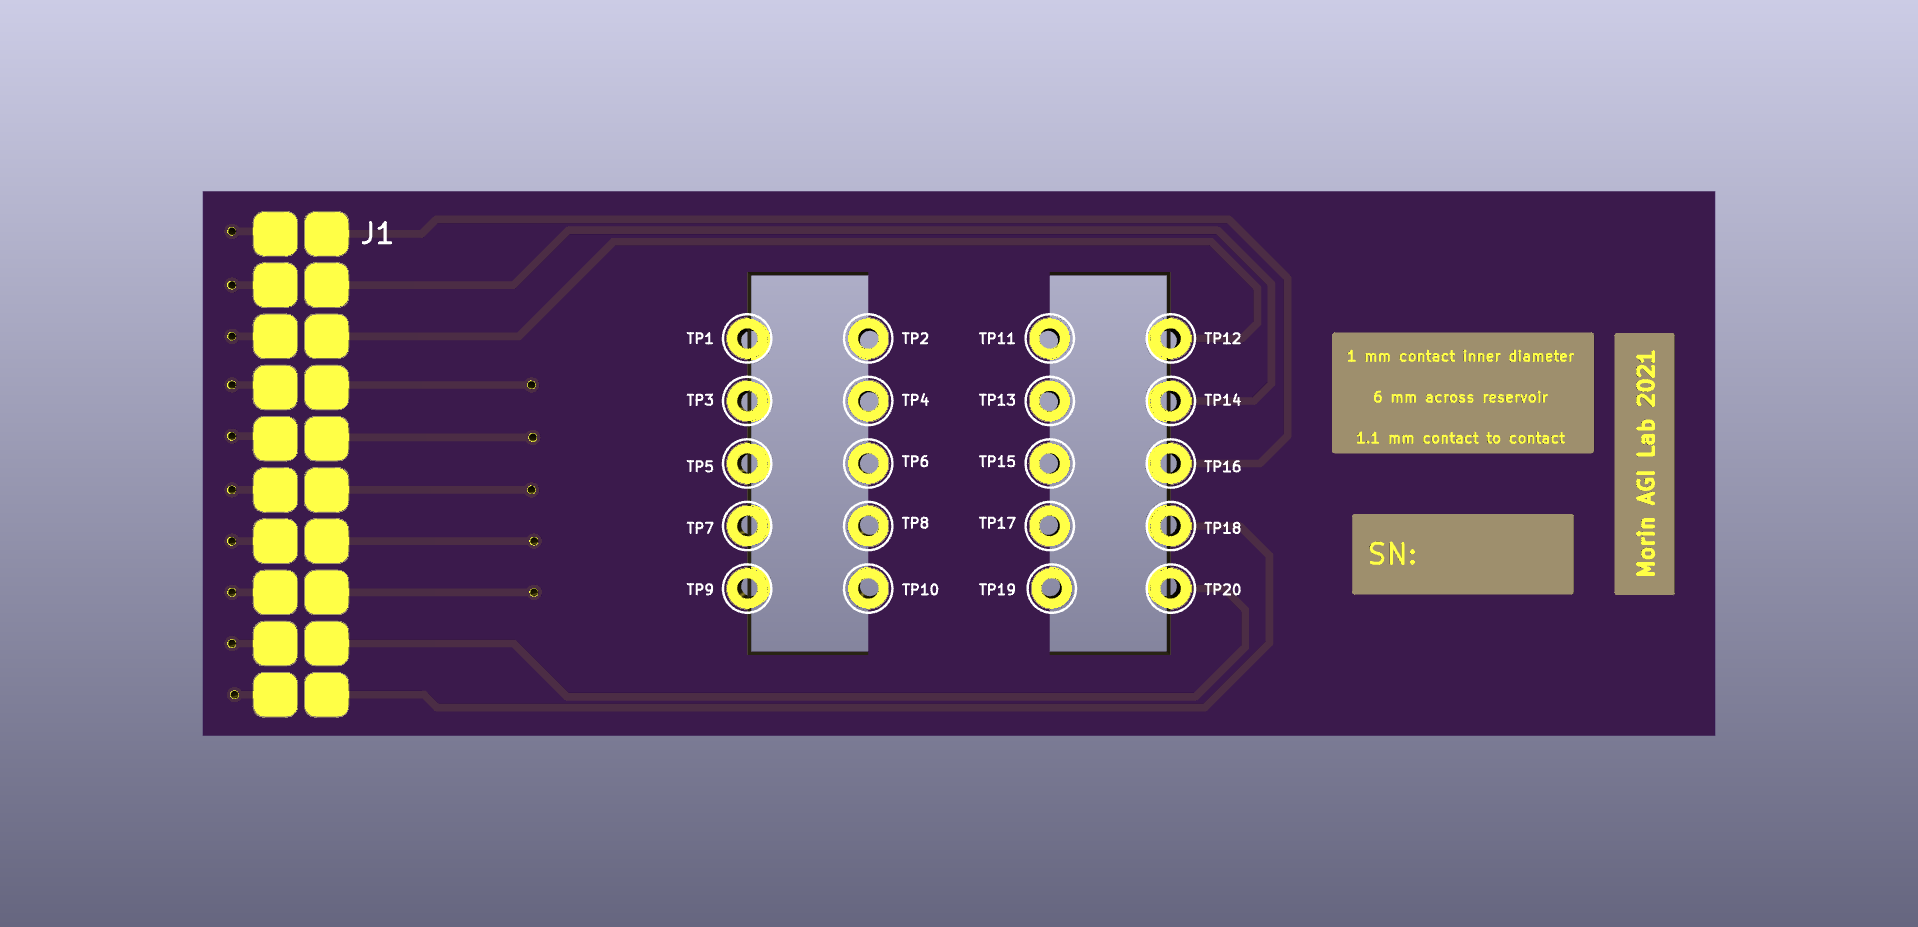 J1
TP1
TP2
TP11
TP12
TP3
TP4
TP13
TP14
TP5
TP6
TP15
TP16
TP7
TP8
TP17
TP18
TP9
TP10
TP19
TP20
1 mm contact inner diameter
6 mm across reservoir
1.1 mm contact to contact
SN:
Morin AGI Lab 2021